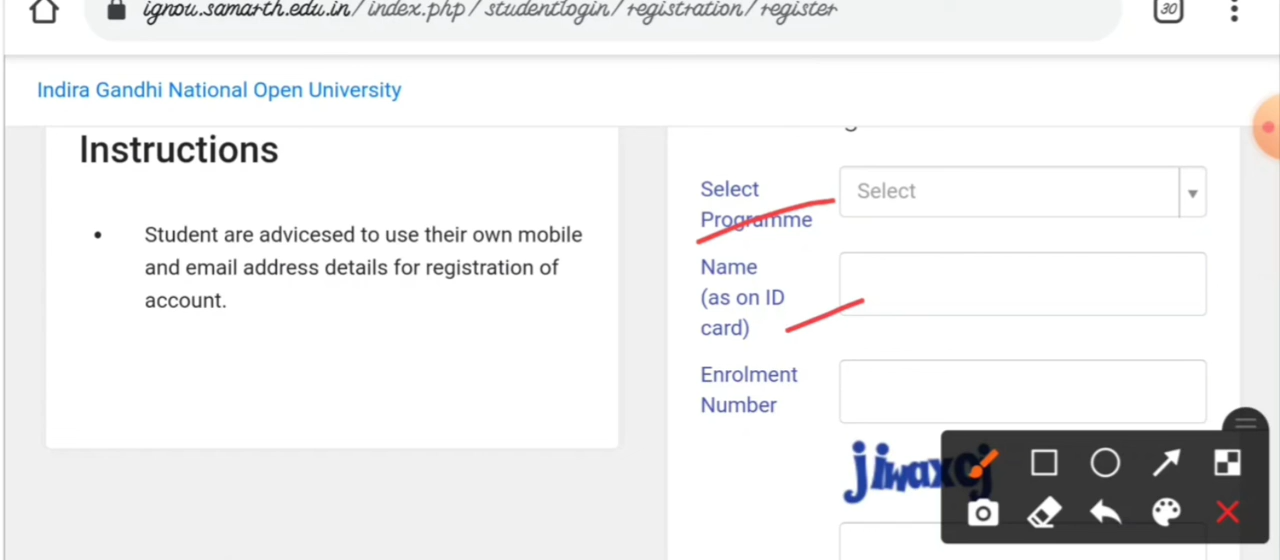 ignou.samarth.edu.in/index.php/studentlogin/registration/register
30
Indira Gandhi National Open University
Instructions
• Student are advicesed to use their own mobile
and email address details for registration of
account.
Select
Programme
Select
Name
(as on ID
card)
Enrolment
Number